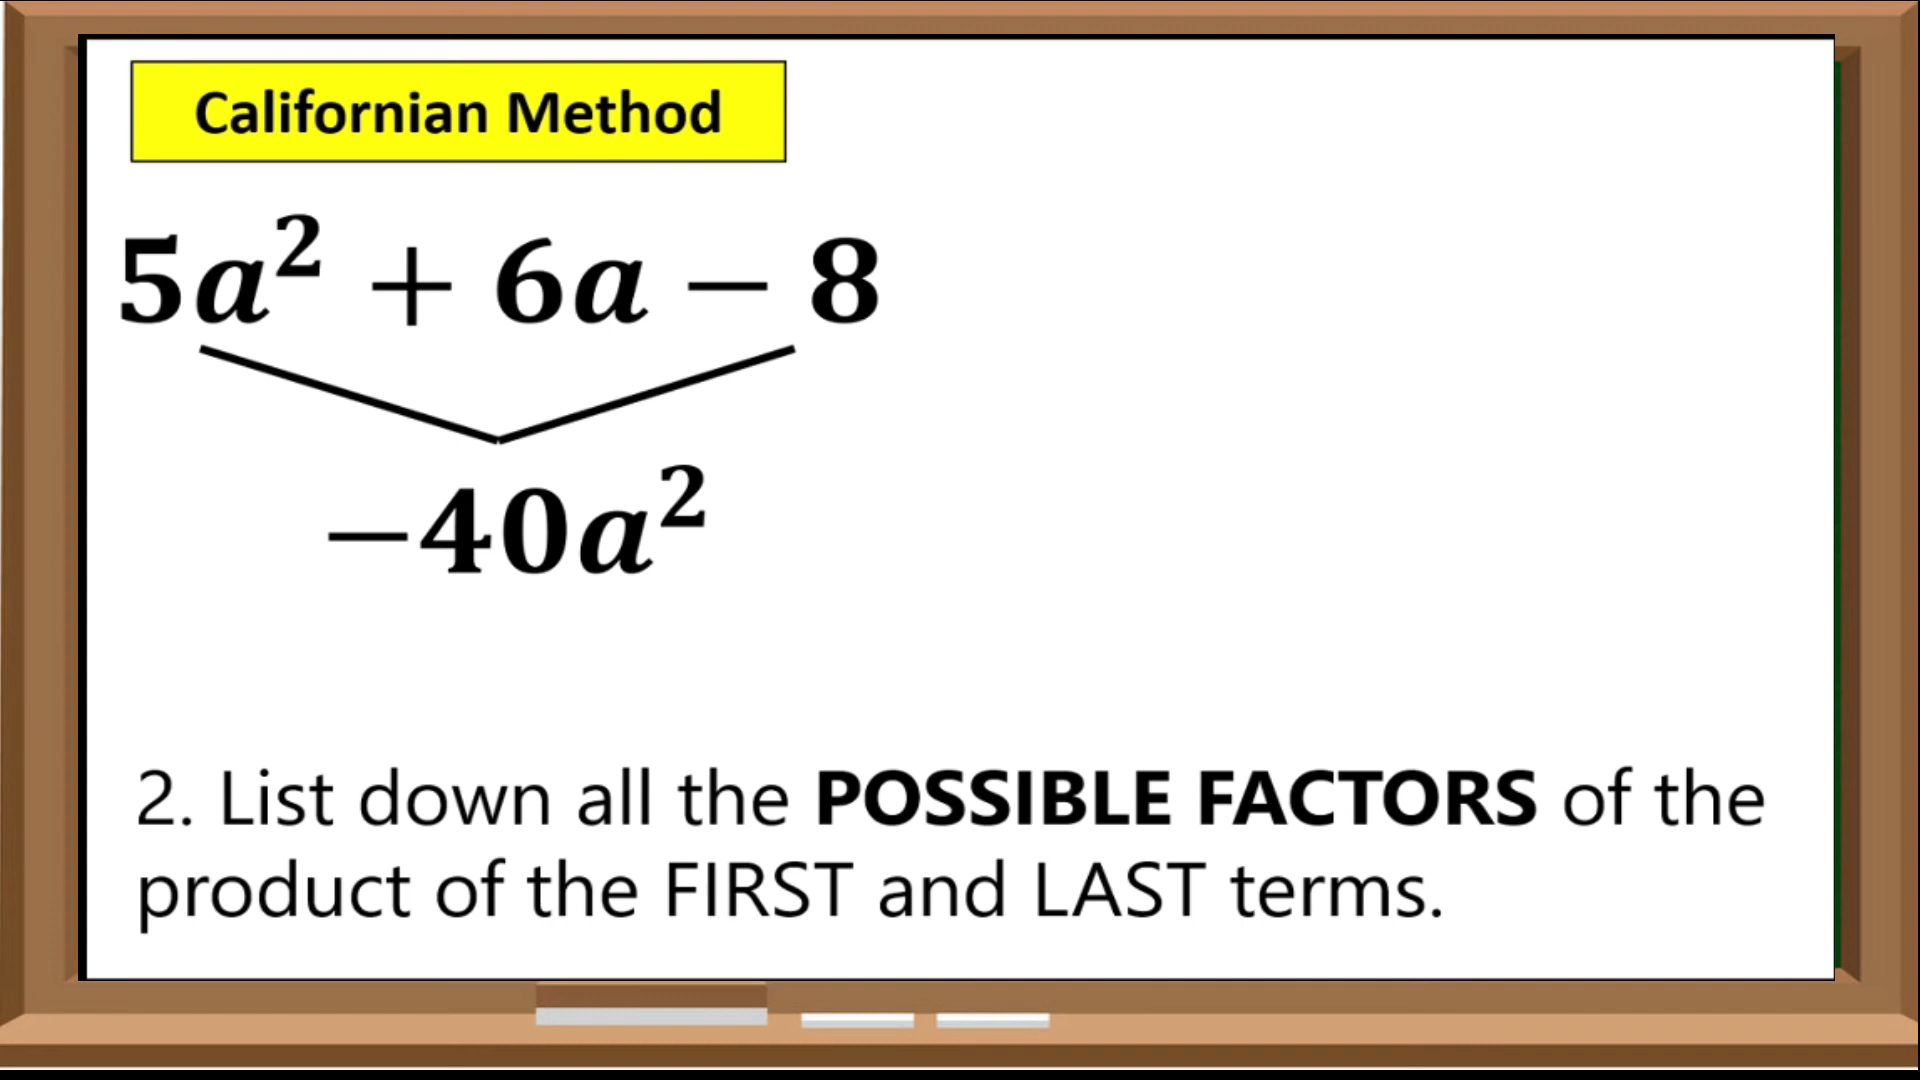 Californian Method
5a² + 6a − 8
−40a²
2. List down all the POSSIBLE FACTORS of the
product of the FIRST and LAST terms.